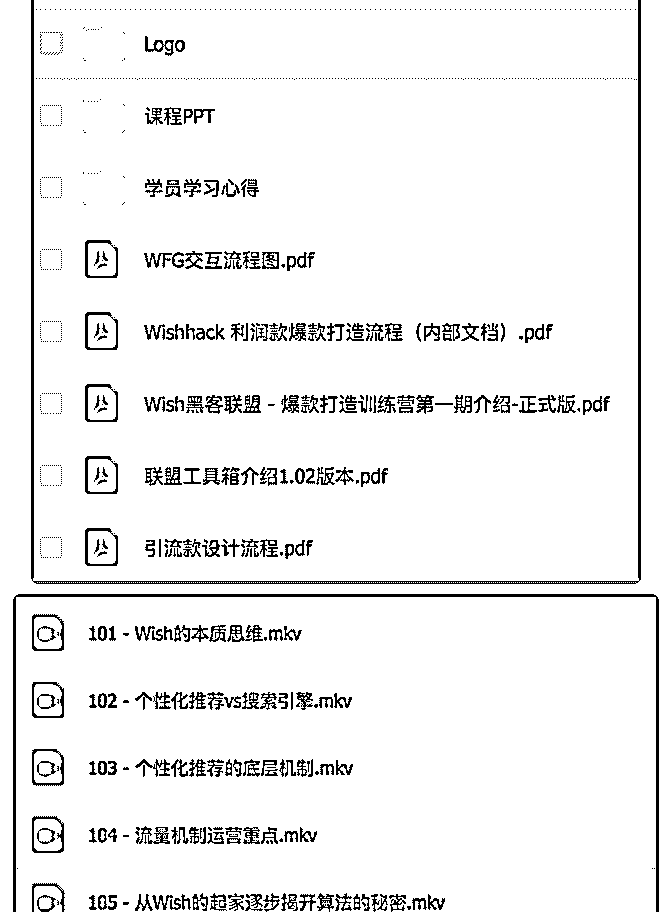 Logo
课程PPT
学员学习心得
WFG交互流程图.pdf
Wishhack 利润款爆款打造流程（内部文档）.pdf
Wish黑客联盟 - 爆款打造训练营第一期介绍-正式版.pdf
联盟工具箱介绍1.02版本.pdf
引流款设计流程.pdf
101 - Wish的本质思维.mkv
102 - 个性化推荐vs搜索引擎.mkv
103 - 个性化推荐的底层机制.mkv
104 - 流量机制运营重点.mkv
105 - 从Wish的起家逐步揭开算法的秘密.mkv